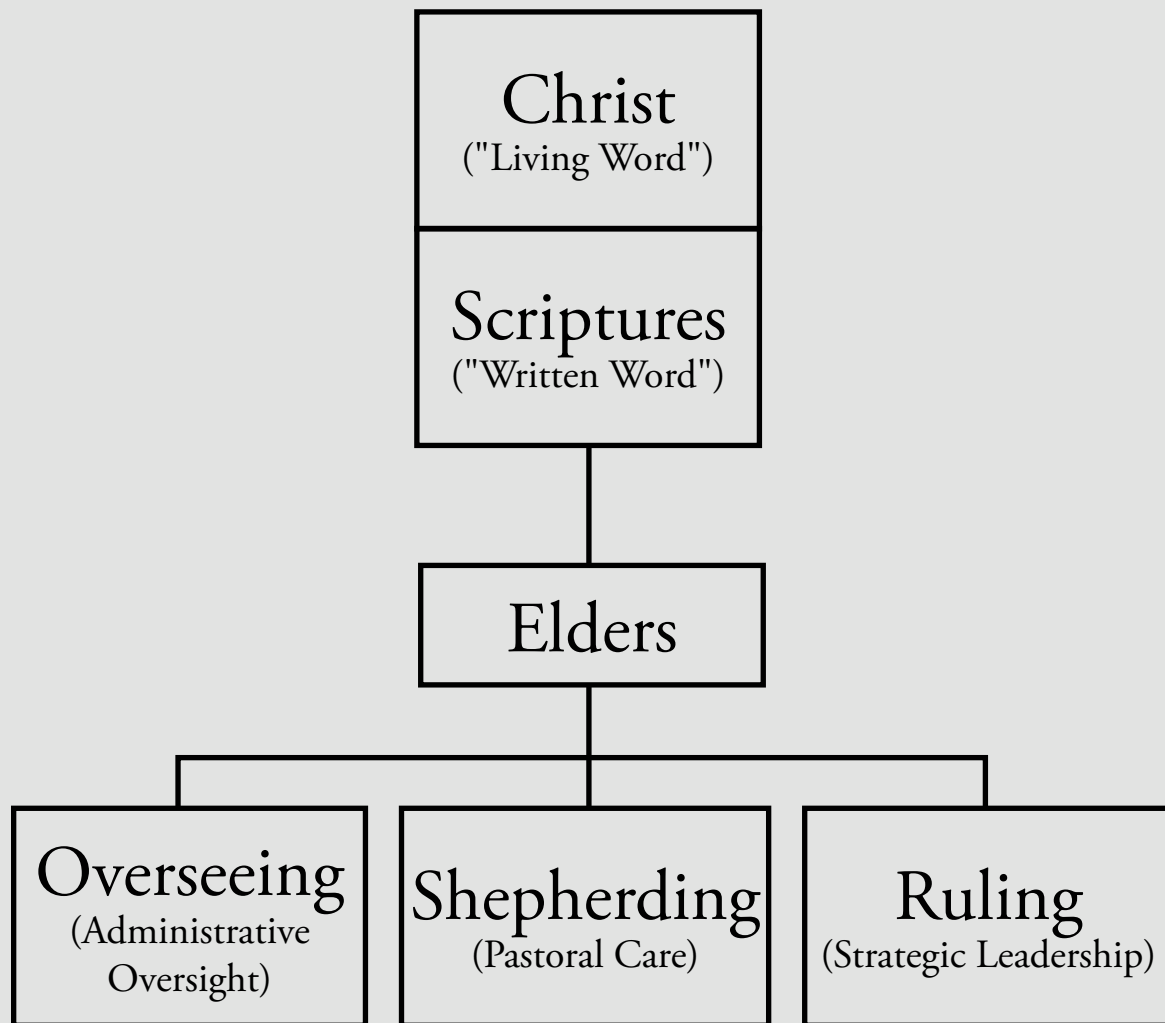 Christ
("Living Word")
Scriptures
("Written Word")
Elders
Overseeing
(Administrative
Oversight)
Shepherding
(Pastoral Care)
Ruling
(Strategic Leadership)